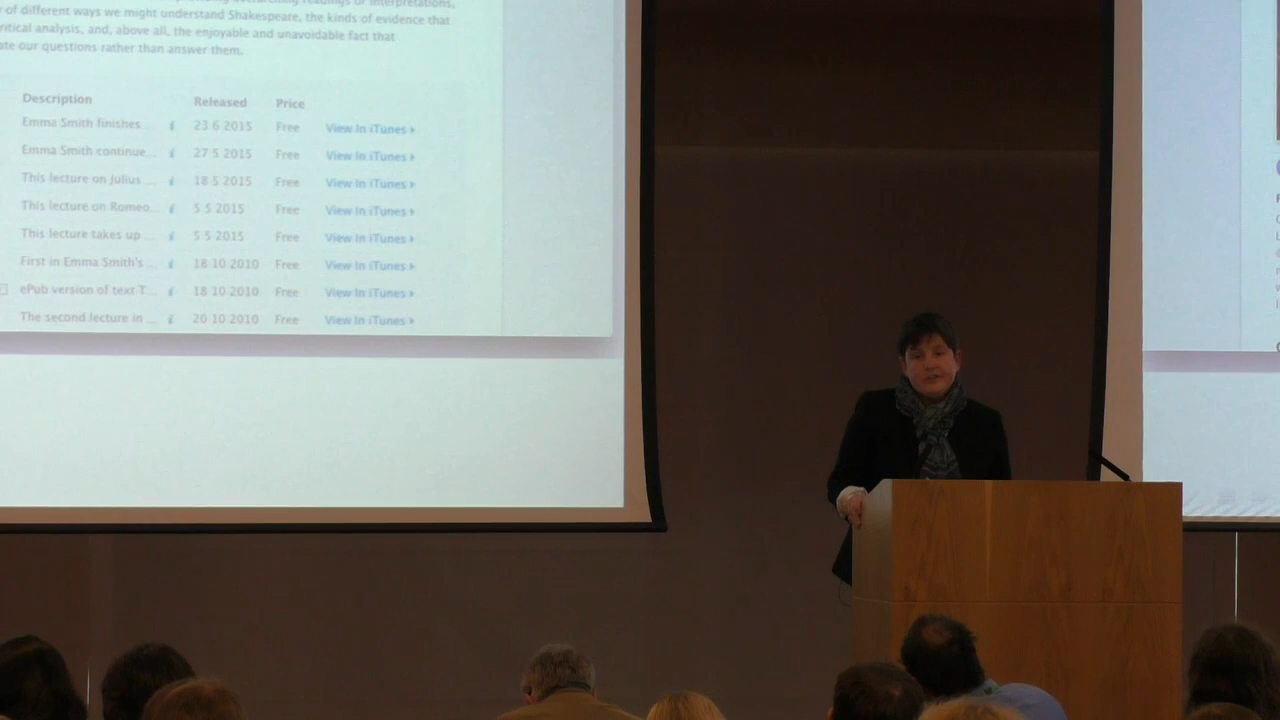 of different ways we might understand Shakespeare, the kinds of evidence that
critical analysis, and, above all, the enjoyable and unavoidable fact that
ate our questions rather than answer them.
Description Released Price
Emma Smith finishes 23 6 2015 Free View In iTunes
Emma Smith continue... 27 5 2015 Free View In iTunes
This lecture on Julius ... 18 5 2015 Free View In iTunes
This lecture on Romeo... 5 5 2015 Free View In iTunes
This lecture takes up ... 5 5 2015 Free View In iTunes
First in Emma Smith's ... 18 10 2010 Free View In iTunes
ePub version of text T... 18 10 2010 Free View In iTunes
The second lecture in ... 20 10 2010 Free View In iTunes